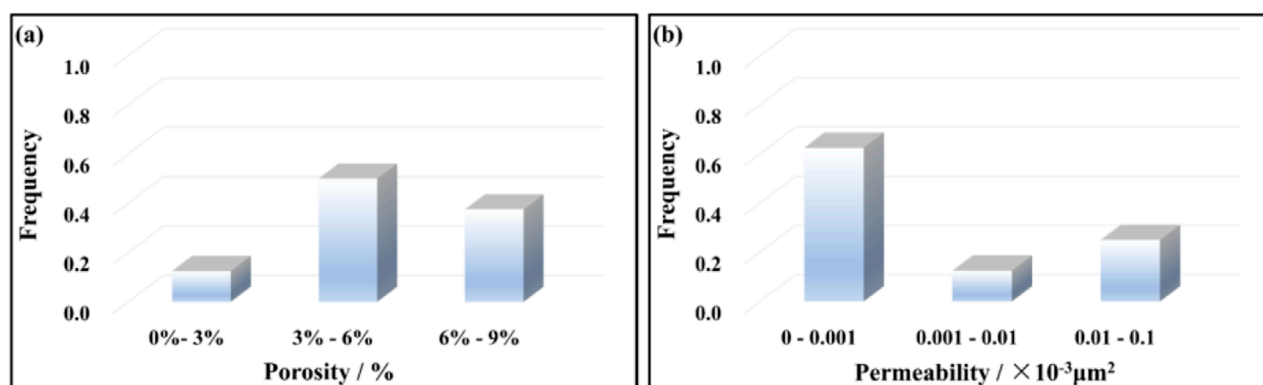 (a)
1.0
0.8
0.6
0.4
0.2
0.0
Frequency
0%- 3% 3% - 6% 6% - 9%
Porosity / %
(b)
1.0
0.8
0.6
0.4
0.2
0.0
Frequency
0 - 0.001 0.001 - 0.01 0.01 - 0.1
Permeability / ×10⁻³μm²